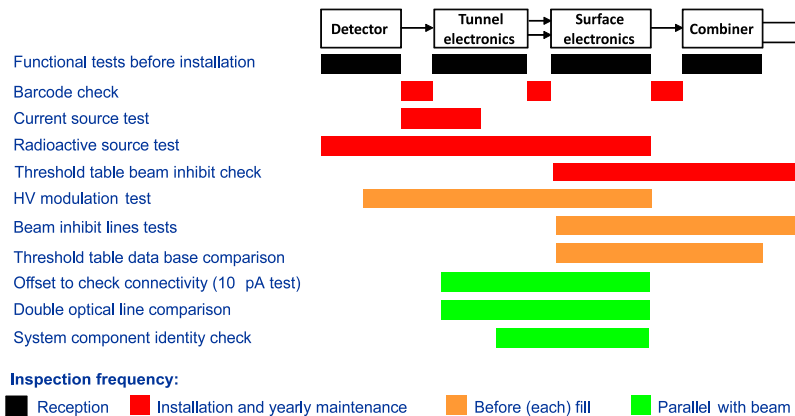 Detector
Tunnel electronics
Surface electronics
Combiner
Functional tests before installation
Barcode check
Current source test
Radioactive source test
Threshold table beam inhibit check
HV modulation test
Beam inhibit lines tests
Threshold table data base comparison
Offset to check connectivity (10 pA test)
Double optical line comparison
System component identity check
Inspection frequency:
Reception
Installation and yearly maintenance
Before (each) fill
Parallel with beam